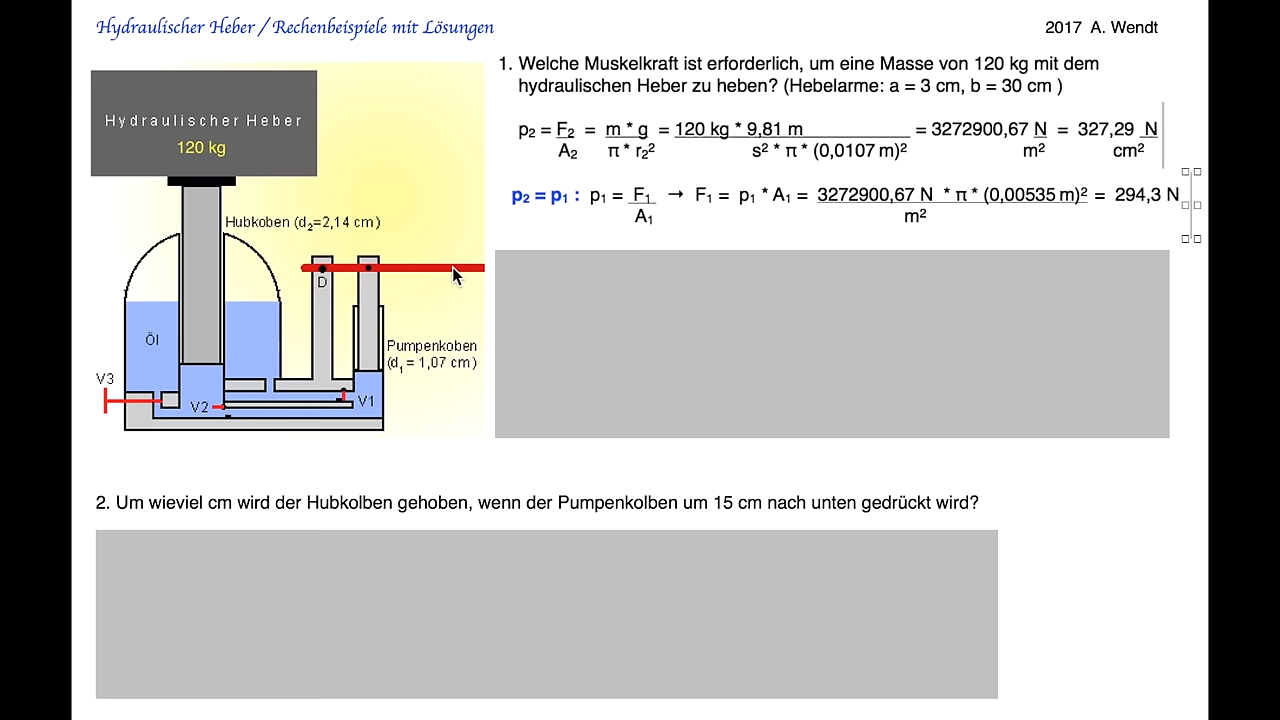 Hydraulischer Heber / Rechenbeispiele mit Lösungen
2017 A. Wendt
1. Welche Muskelkraft ist erforderlich, um eine Masse von 120 kg mit dem
hydraulischen Heber zu heben? (Hebelarme: a = 3 cm, b = 30 cm )
p₂ = F₂ = m * g = 120 kg * 9,81 m = 3272900,67 N = 327,29 N
A₂ π * r₂² s² * π * (0,0107 m)² m² cm²
p₂ = p₁ : p₁ = F₁ → F₁ = p₁ * A₁ = 3272900,67 N * π * (0,00535 m)² = 294,3 N
A₁ m²
Hydraulischer Heber
120 kg
Hubkoben (d₂=2,14 cm)
D
Öl
Pumpenkoben
(d₁ = 1,07 cm)
V3
V2
V1
2. Um wieviel cm wird der Hubkolben gehoben, wenn der Pumpenkolben um 15 cm nach unten gedrückt wird?